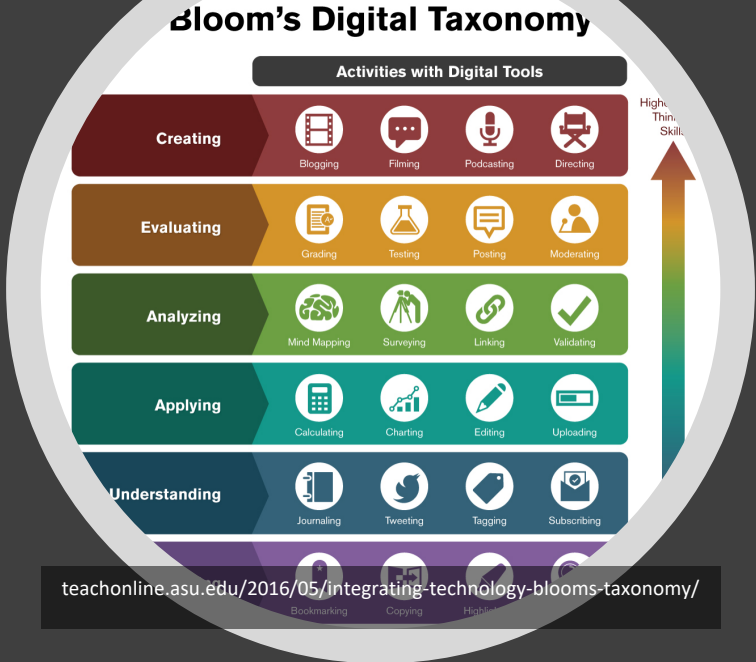 Bloom's Digital Taxonomy
Activities with Digital Tools
Thin
Skill
Creating
Blogging Filming Podcasting Directing
Evaluating
A+
Grading Testing Posting Moderating
Analyzing
Mind Mapping Surveying Linking Validating
Applying
Calculating Charting Editing Uploading
Understanding
Journaling Tweeting Tagging Subscribing
teachonline.asu.edu/2016/05/integrating-technology-blooms-taxonomy/
Bookmarking Copying